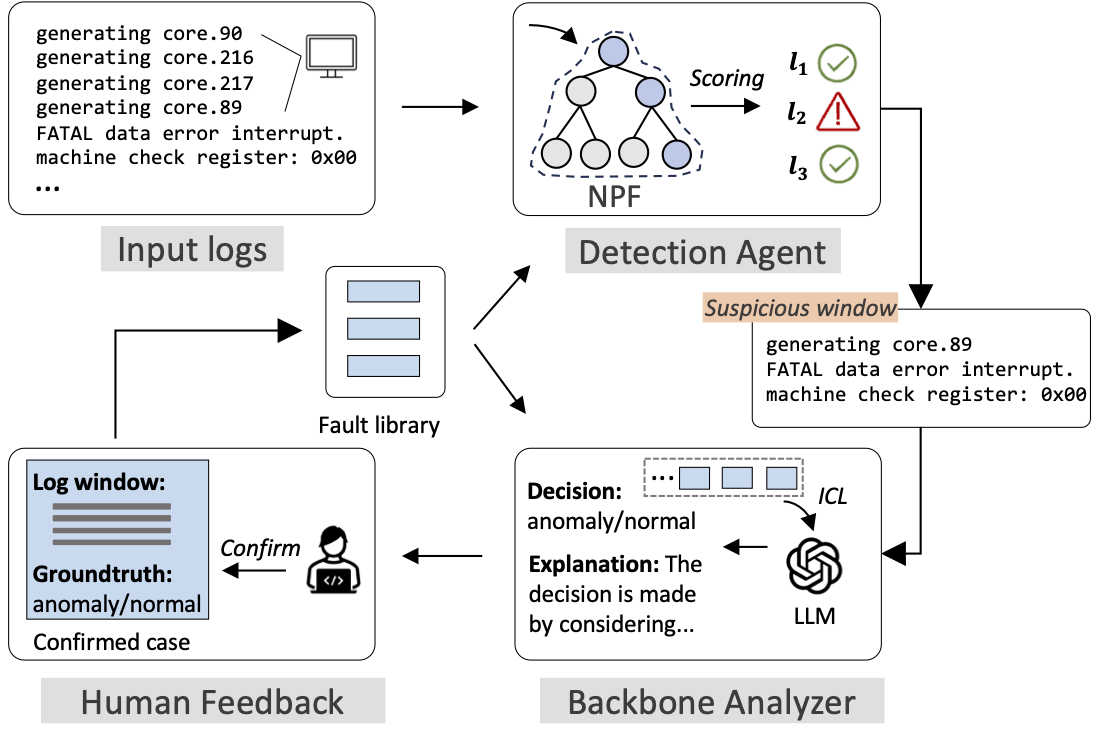 generating core.90
generating core.216
generating core.217
generating core.89
FATAL data error interrupt.
machine check register: 0x00
...
Input logs
Scoring
l1
l2
l3
NPF
Detection Agent
Suspicious window
generating core.89
FATAL data error interrupt.
machine check register: 0x00
Fault library
Log window:
Groundtruth:
anomaly/normal
Confirmed case
Confirm
</>
Human Feedback
...
ICL
Decision:
anomaly/normal
Explanation: The
decision is made
by considering...
LLM
Backbone Analyzer